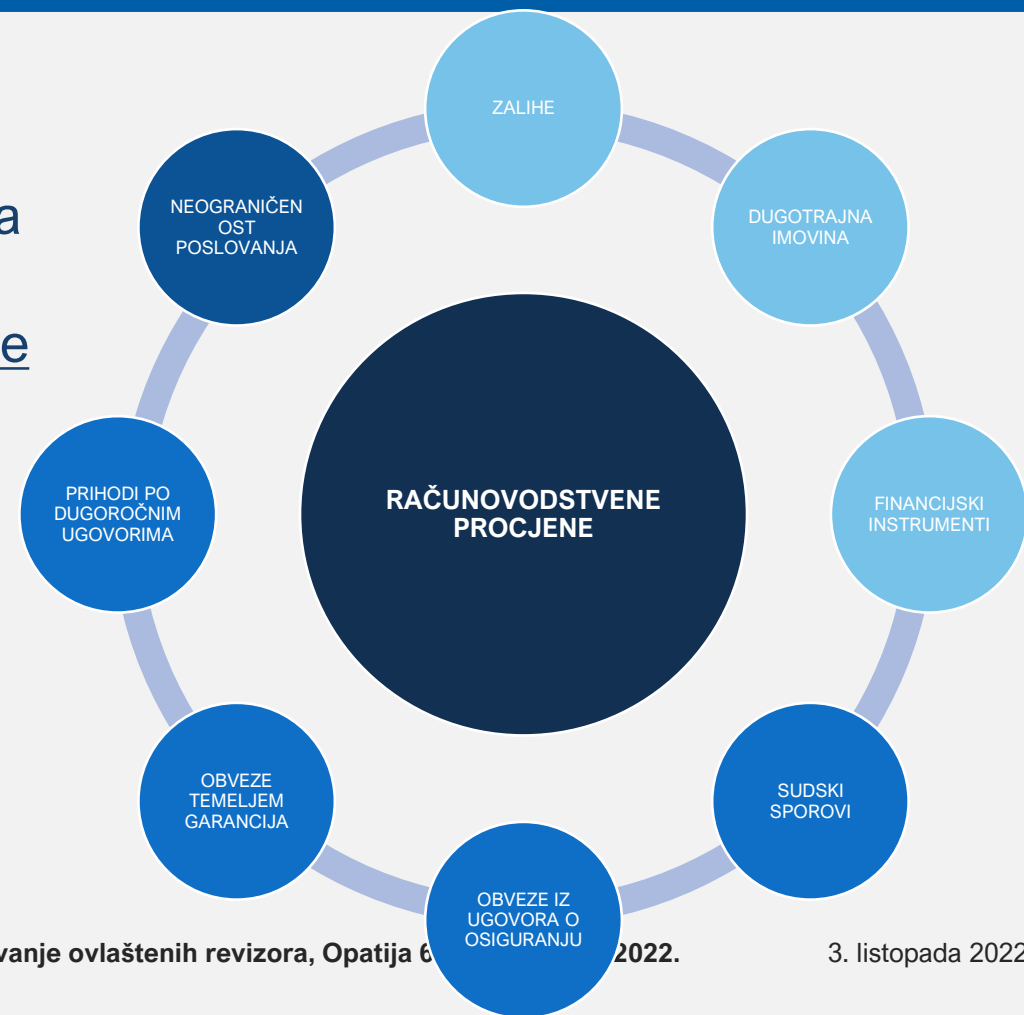 ZALIHE
NEOGRANIČEN
OST
POSLOVANJA
DUGOTRAJNA
IMOVINA
a
e
RAČUNOVODSTVENE
PROCJENE
PRIHODI PO
DUGOROČNIM
UGOVORIMA
FINANCIJSKI
INSTRUMENTI
OBVEZE
TEMELJEM
GARANCIJA
SUDSKI
SPOROVI
OBVEZE IZ
UGOVORA O
OSIGURANJU
vanje ovlaštenih revizora, Opatija 6 2022. 3. listopada 2022